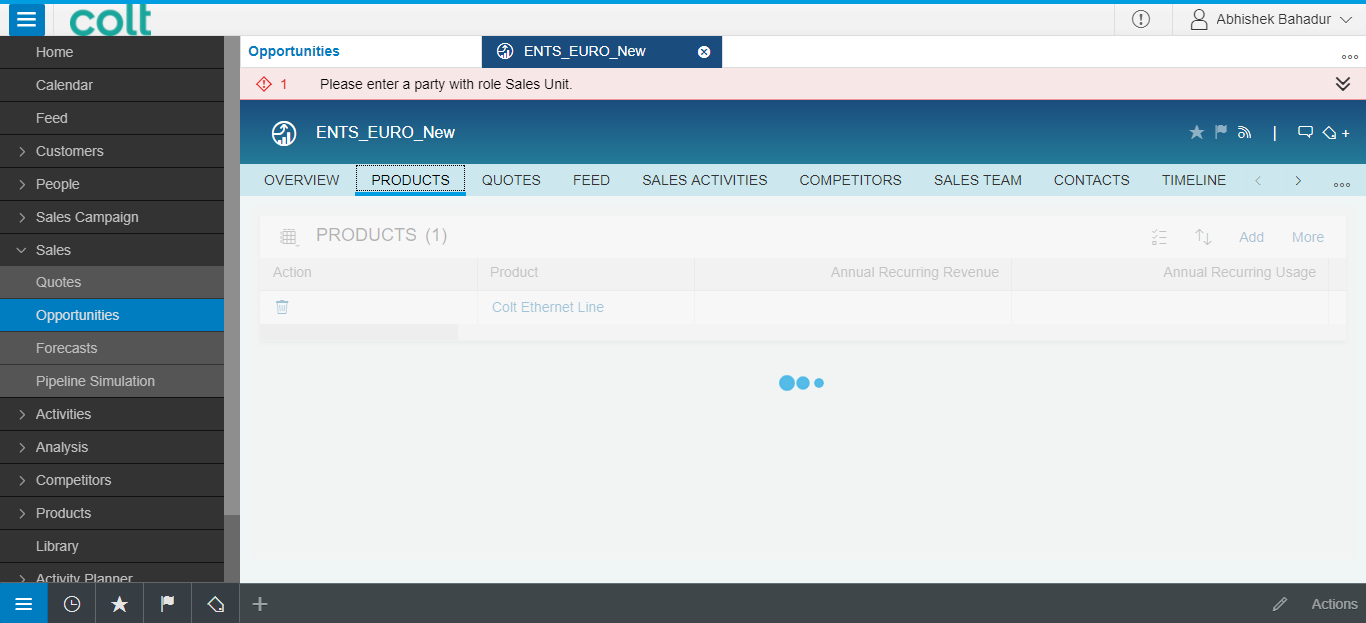 colt
Abhishek Bahadur
Home
Calendar
Feed
Customers
People
Sales Campaign
Sales
Quotes
Opportunities
Forecasts
Pipeline Simulation
Activities
Analysis
Competitors
Products
Library
Activity Planner
Opportunities
ENTS_EURO_New
1 Please enter a party with role Sales Unit.
ENTS_EURO_New
OVERVIEW PRODUCTS QUOTES FEED SALES ACTIVITIES COMPETITORS SALES TEAM CONTACTS TIMELINE
PRODUCTS (1)
Add More
Action Product Annual Recurring Revenue Annual Recurring Usage
Colt Ethernet Line
Actions